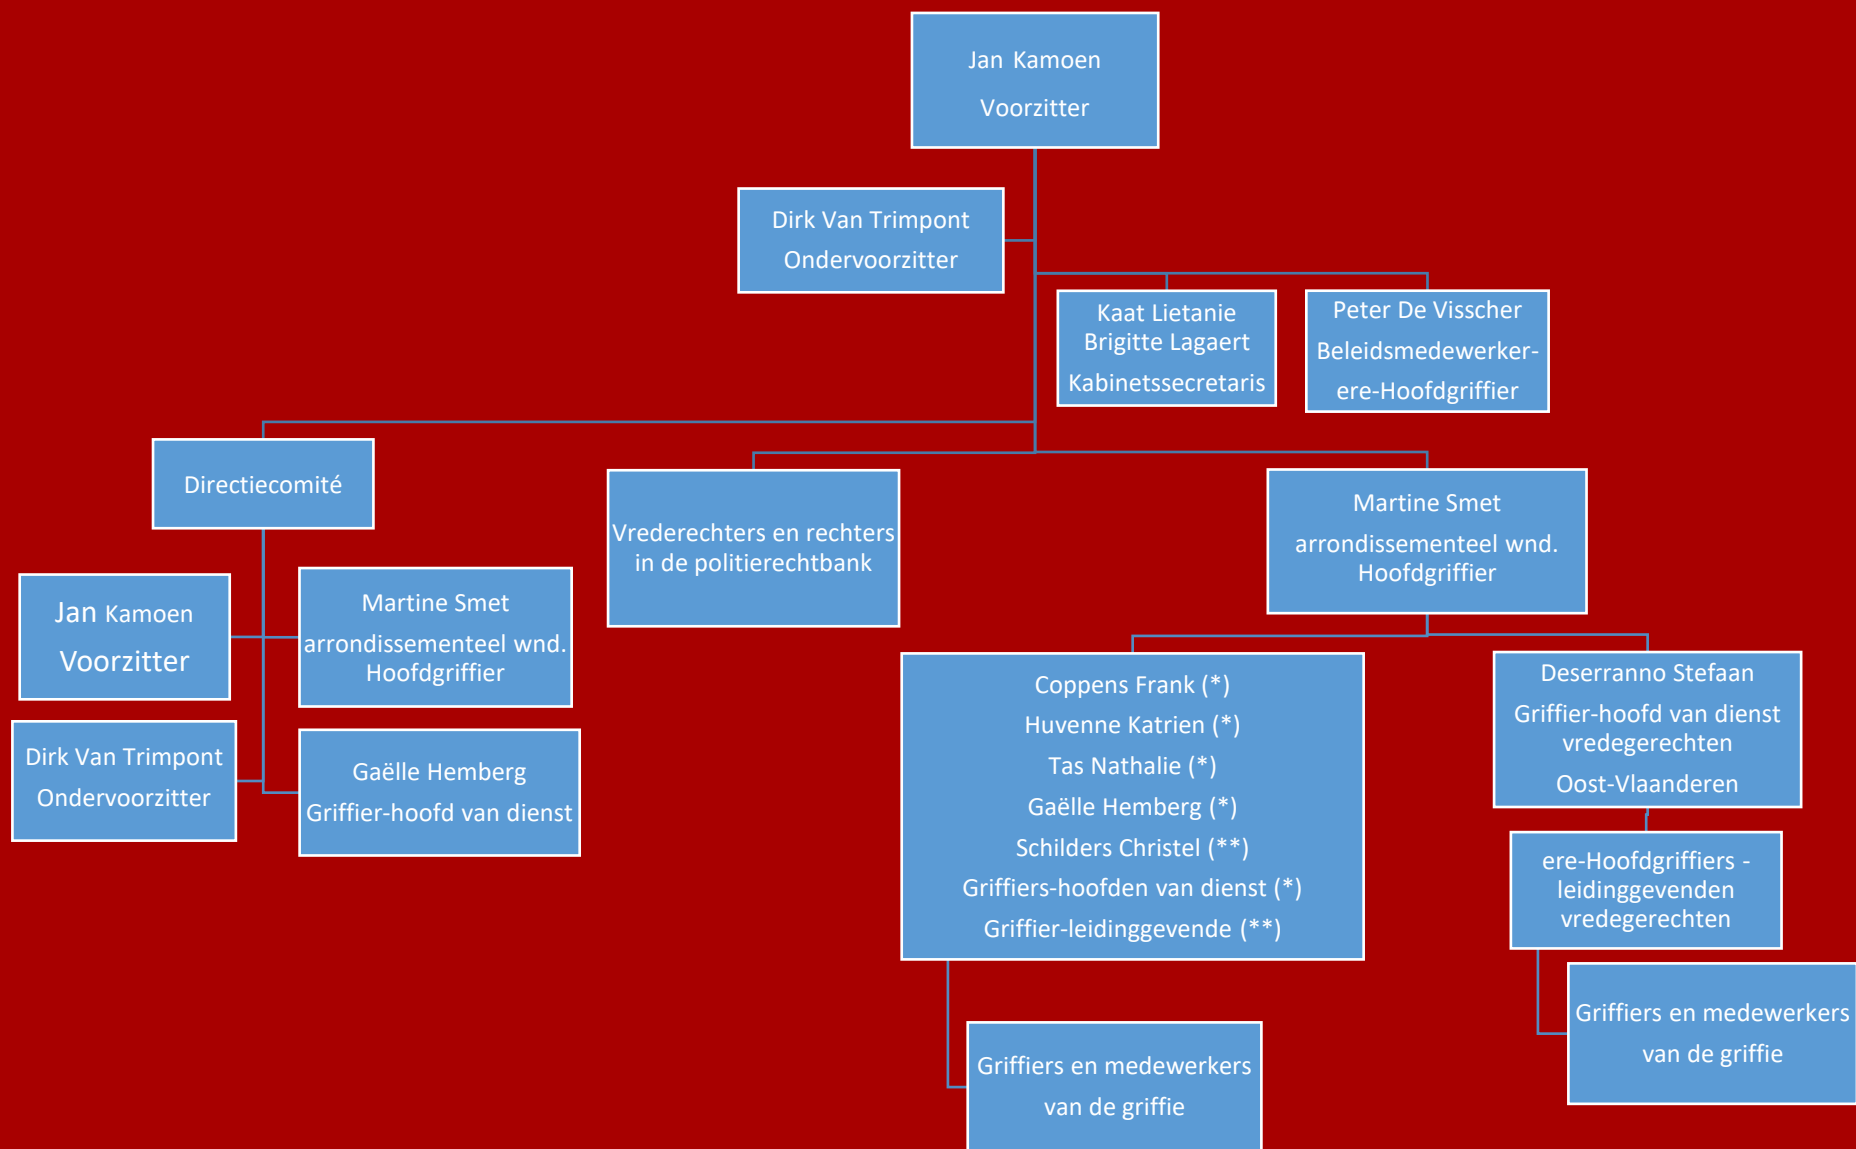 Jan Kamoen
Voorzitter
Dirk Van Trimpont
Ondervoorzitter
Kaat Lietanie
Brigitte Lagaert
Kabinetssecretaris
Peter De Visscher
Beleidsmedewerker-
ere-Hoofdgriffier
Directiecomité
Vrederechters en rechters
in de politierechtbank
Martine Smet
arrondissementeel wnd.
Hoofdgriffier
Jan Kamoen
Voorzitter
Martine Smet
arrondissementeel wnd.
Hoofdgriffier
Dirk Van Trimpont
Ondervoorzitter
Gaëlle Hemberg
Griffier-hoofd van dienst
Coppens Frank (*)
Huvenne Katrien (*)
Tas Nathalie (*)
Gaëlle Hemberg (*)
Schilders Christel (**)
Griffiers-hoofden van dienst (*)
Griffier-leidinggevende (**)
Deserranno Stefaan
Griffier-hoofd van dienst
vredegerechten
Oost-Vlaanderen
ere-Hoofdgriffiers -
leidinggevenden
vredegerechten
Griffiers en medewerkers
van de griffie
Griffiers en medewerkers
van de griffie